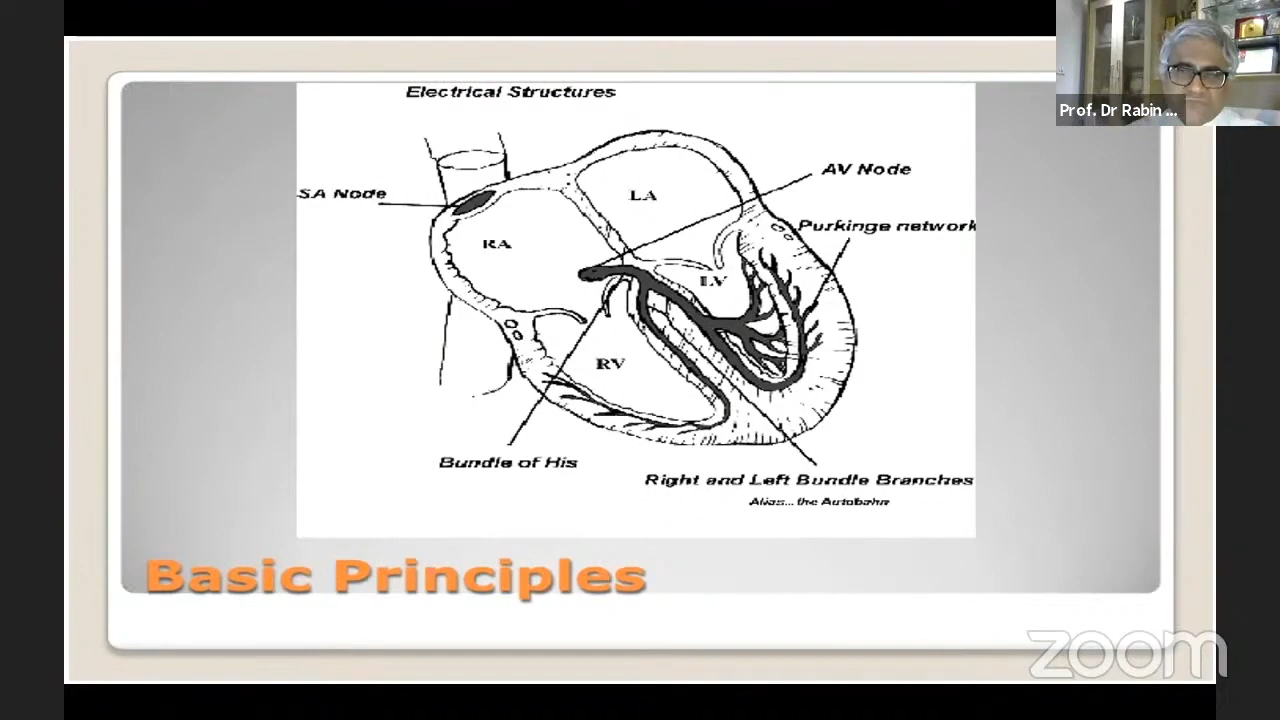 Electrical Structures
Prof. Dr Rabin ...
AV Node
SA Node
LA
Purkinge network
RA
LV
RV
Bundle of His
Right and Left Bundle Branches
Alias... the Autobahn
Basic Principles
zoom